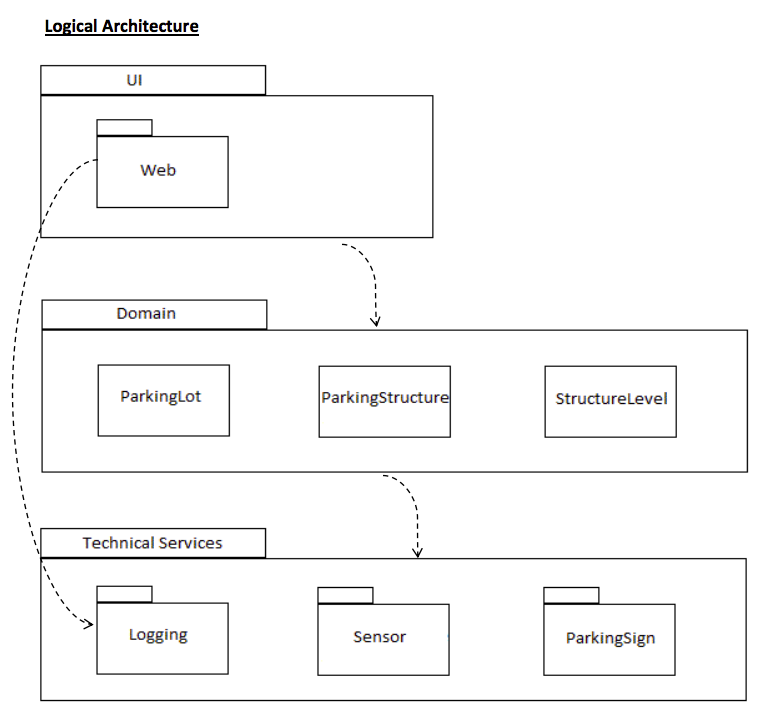 Logical Architecture
UI
Web
Domain
ParkingLot
ParkingStructure
StructureLevel
Technical Services
Logging
Sensor
ParkingSign